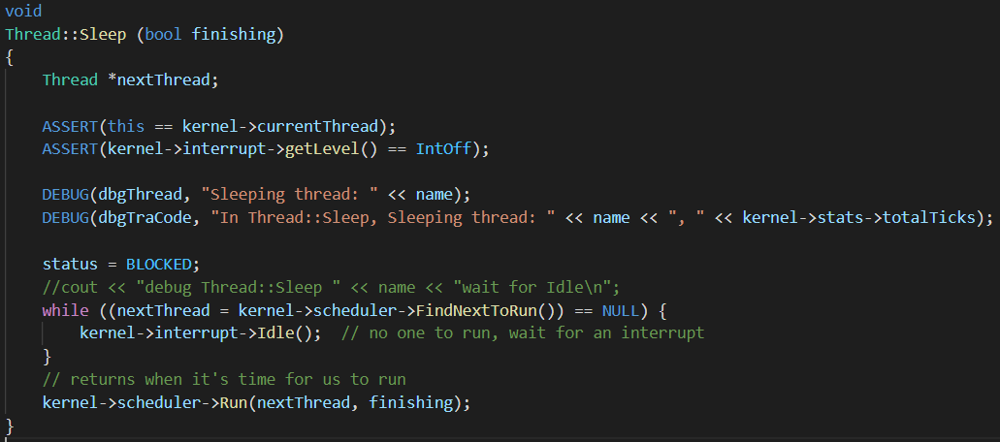 void
Thread::Sleep (bool finishing)
{
    Thread *nextThread;

    ASSERT(this == kernel->currentThread);
    ASSERT(kernel->interrupt->getLevel() == IntOff);

    DEBUG(dbgThread, "Sleeping thread: " << name);
    DEBUG(dbgTraCode, "In Thread::Sleep, Sleeping thread: " << name << ", " << kernel->stats->totalTicks);

    status = BLOCKED;
    //cout << "debug Thread::Sleep " << name << "wait for Idle\n";
    while ((nextThread = kernel->scheduler->FindNextToRun()) == NULL) {
        kernel->interrupt->Idle();  // no one to run, wait for an interrupt
    }
    // returns when it's time for us to run
    kernel->scheduler->Run(nextThread, finishing);
}